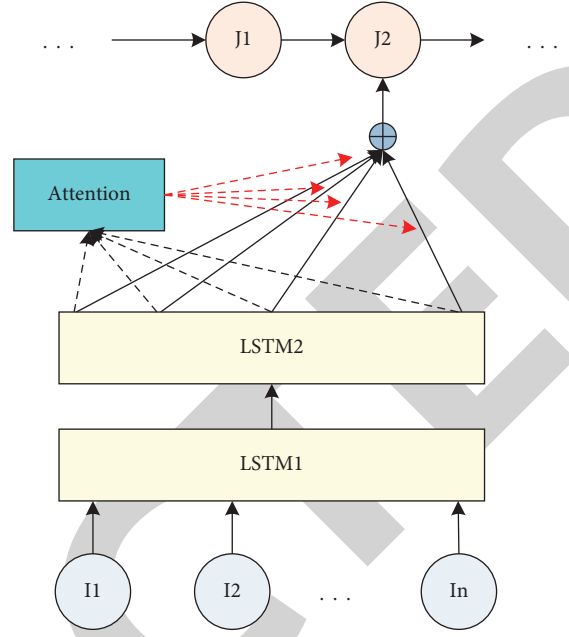 ... J1 J2 ...
Attention
LSTM2
LSTM1
I1 I2 ... In